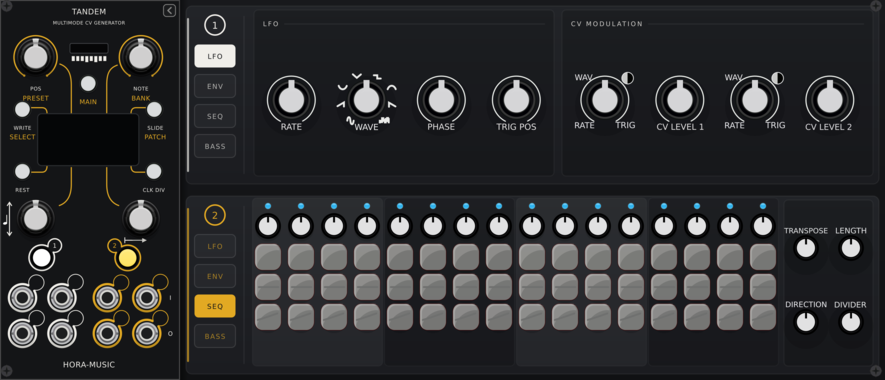 TANDEM
MULTIMODE CV GENERATOR
POS
NOTE
PRESET
BANK
MAIN
WRITE
SLIDE
SELECT
PATCH
REST
CLK DIV
1
2
I
O
HORA-MUSIC
1
LFO
ENV
SEQ
BASS
LFO
RATE
WAVE
PHASE
TRIG POS
CV MODULATION
WAV
RATE
TRIG
CV LEVEL 1
WAV
RATE
TRIG
CV LEVEL 2
2
LFO
ENV
SEQ
BASS
TRANSPOSE
LENGTH
DIRECTION
DIVIDER